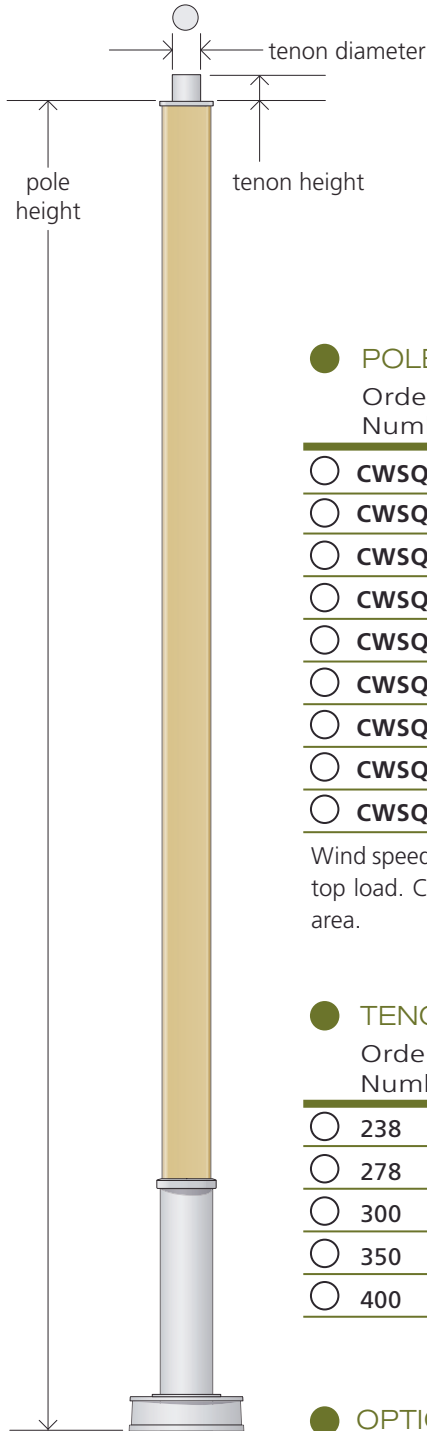 tenon diameter
pole
height
tenon height
POLE
Orde
Num
CWSQ
CWSQ
CWSQ
CWSQ
CWSQ
CWSQ
CWSQ
CWSQ
CWSQ
Wind speed
top load. C
area.
TENO
Orde
Numb
238
278
300
350
400
OPTIO